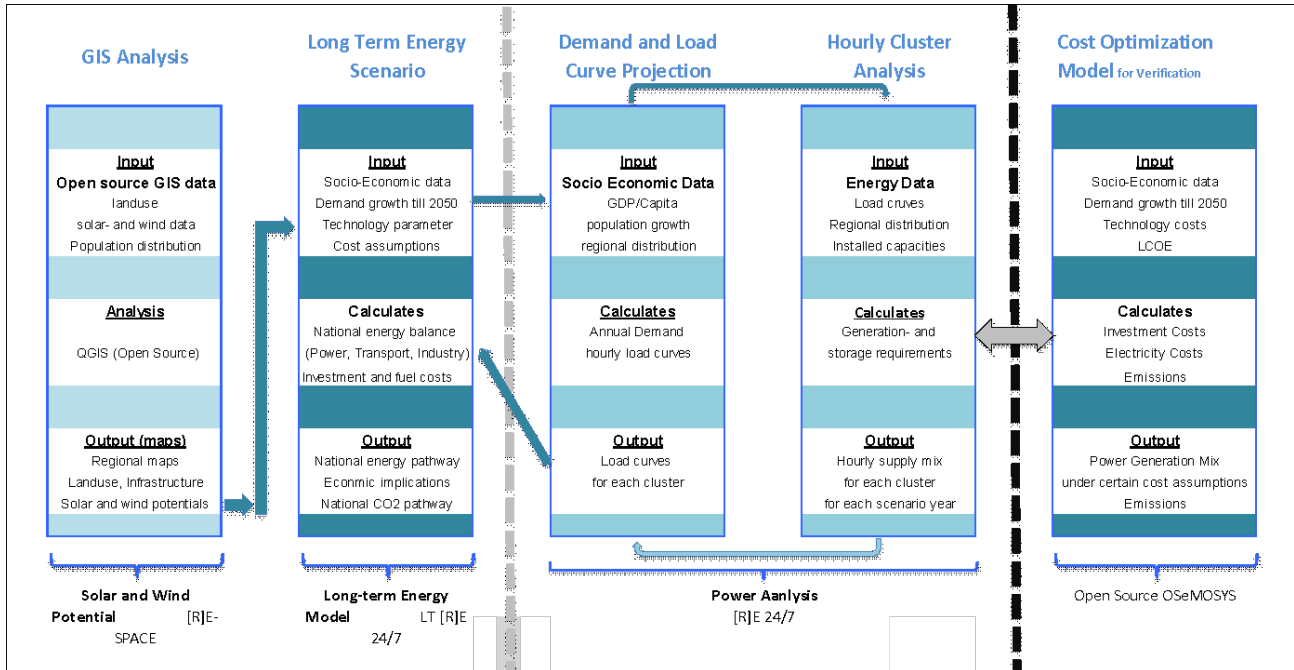 GIS Analysis
Input
Open source GIS data
landuse
solar- and wind data
Population distribution
Analysis
QGIS (Open Source)
Output (maps)
Regional maps
Landuse, Infrastructure
Solar and wind potentials
Solar and Wind
Potential [R]E-
SPACE
Long Term Energy
Scenario
Input
Socio-Economic data
Demand growth till 2050
Technology parameter
Cost assumptions
Calculates
National energy balance
(Power, Transport, Industry)
Investment and fuel costs
Output
National energy pathway
Econmic implications
National CO2 pathway
Long-term Energy
Model LT [R]E
24/7
Demand and Load
Curve Projection
Input
Socio Economic Data
GDP/Capita
population growth
regional distribution
Calculates
Annual Demand
hourly load curves
Output
Load curves
for each cluster
Hourly Cluster
Analysis
Input
Energy Data
Load cruves
Regional distribution
Installed capacities
Calculates
Generation- and
storage requirements
Output
Hourly supply mix
for each cluster
for each scenario year
Power Aanlysis
[R]E 24/7
Cost Optimization
Model for Verification
Input
Socio-Economic data
Demand growth till 2050
Technology costs
LCOE
Calculates
Investment Costs
Electricity Costs
Emissions
Output
Power Generation Mix
under certain cost assumptions
Emissions
Open Source OSeMOSYS